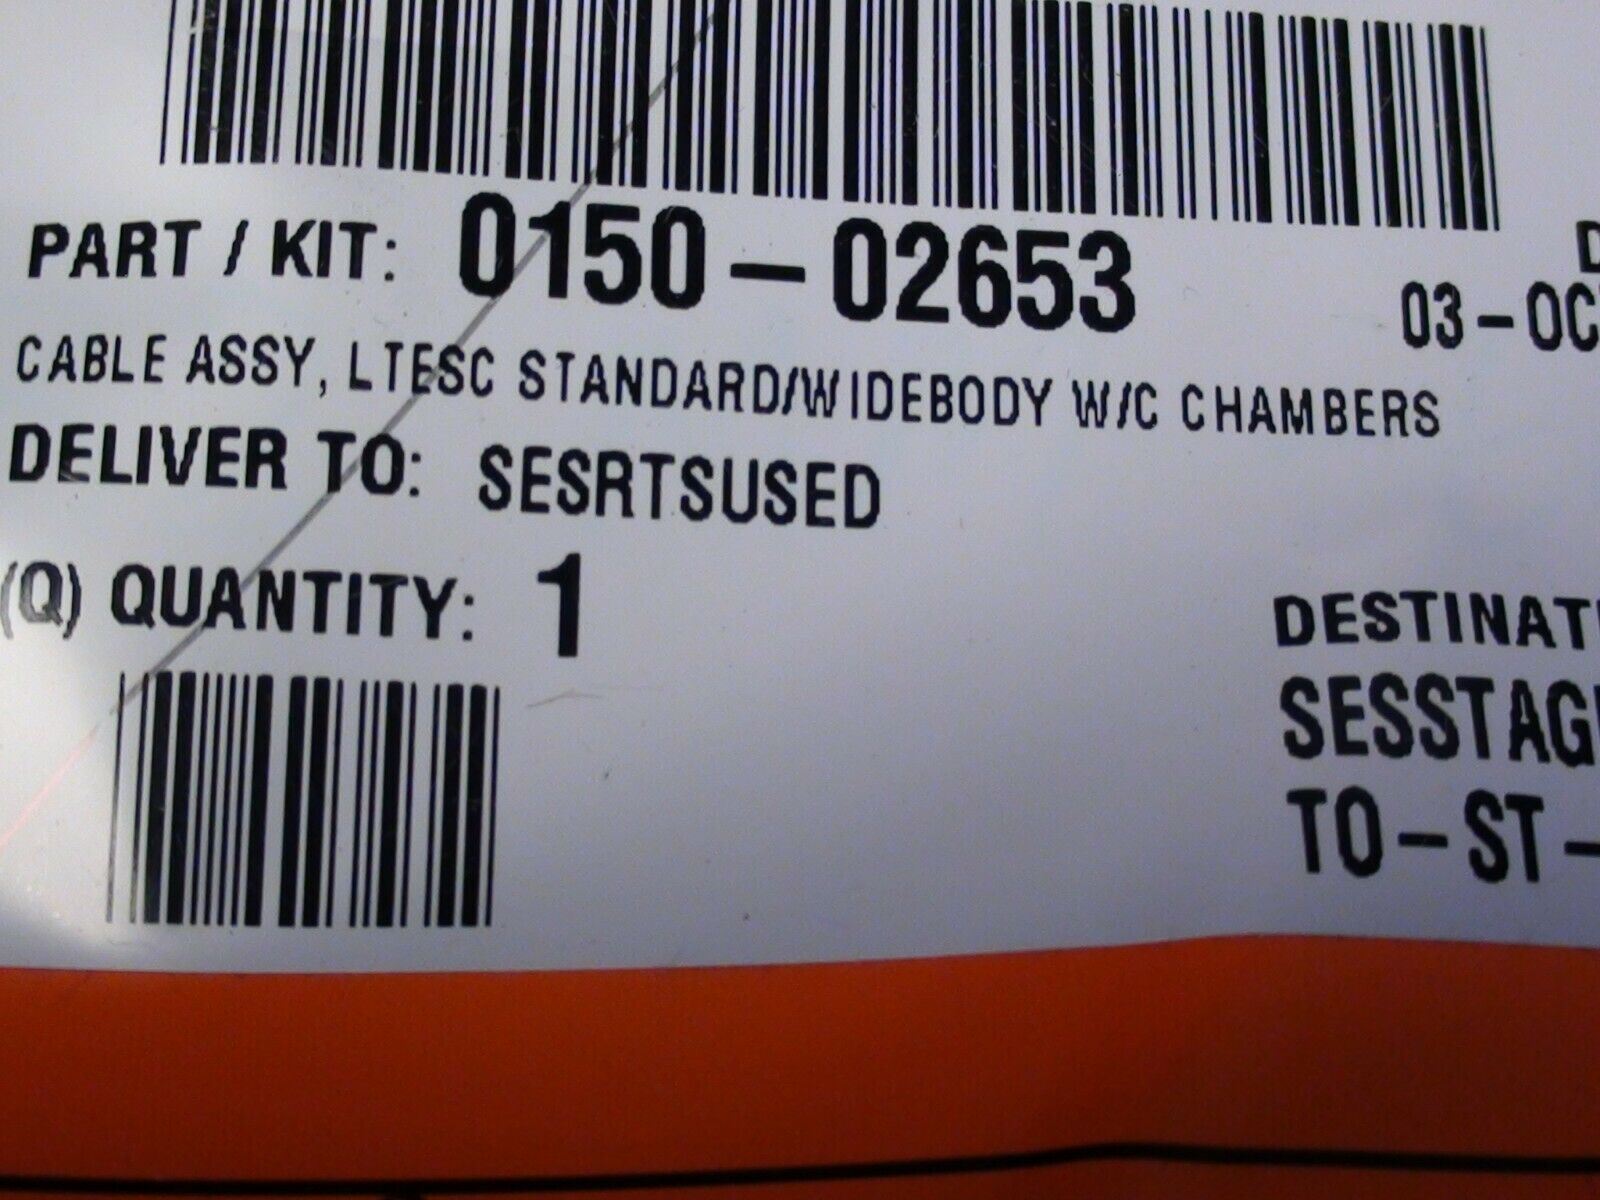 PART / KIT: 0150-02653
03-OC
CABLE ASSY, LTESC STANDARD/WIDEBODY W/C CHAMBERS
DELIVER TO: SESRTSUSED
(Q) QUANTITY: 1
DESTINATI
SESSTAG
TO-ST-